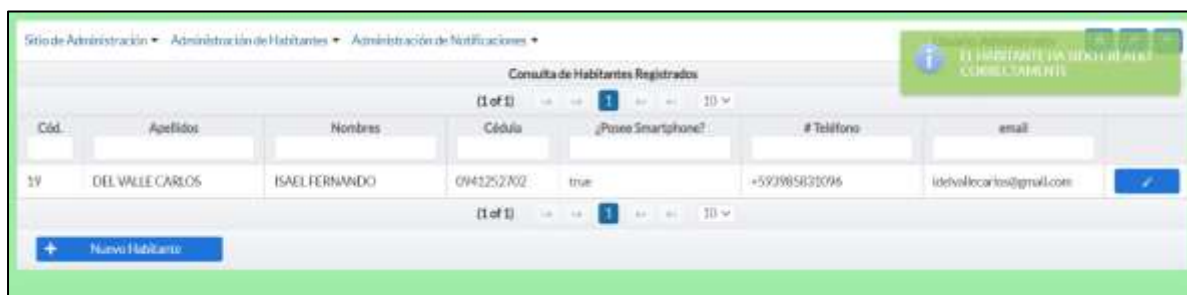 Sitio de Administración Administración de Habitantes Administración de Notificaciones
EL HABITANTE HA SIDO CREADO
CORRECTAMENTE
Consulta de Habitantes Registrados
(1 of 1) 1 10
Cód. Apellidos Nombres Cédula ¿Posee Smartphone? # Teléfono email
19 DEL VALLE CARLOS ISAEL FERNANDO 0941252702 true +593985831096 idelvallecarlos@gmail.com
(1 of 1) 1 10
Nuevo Habitante